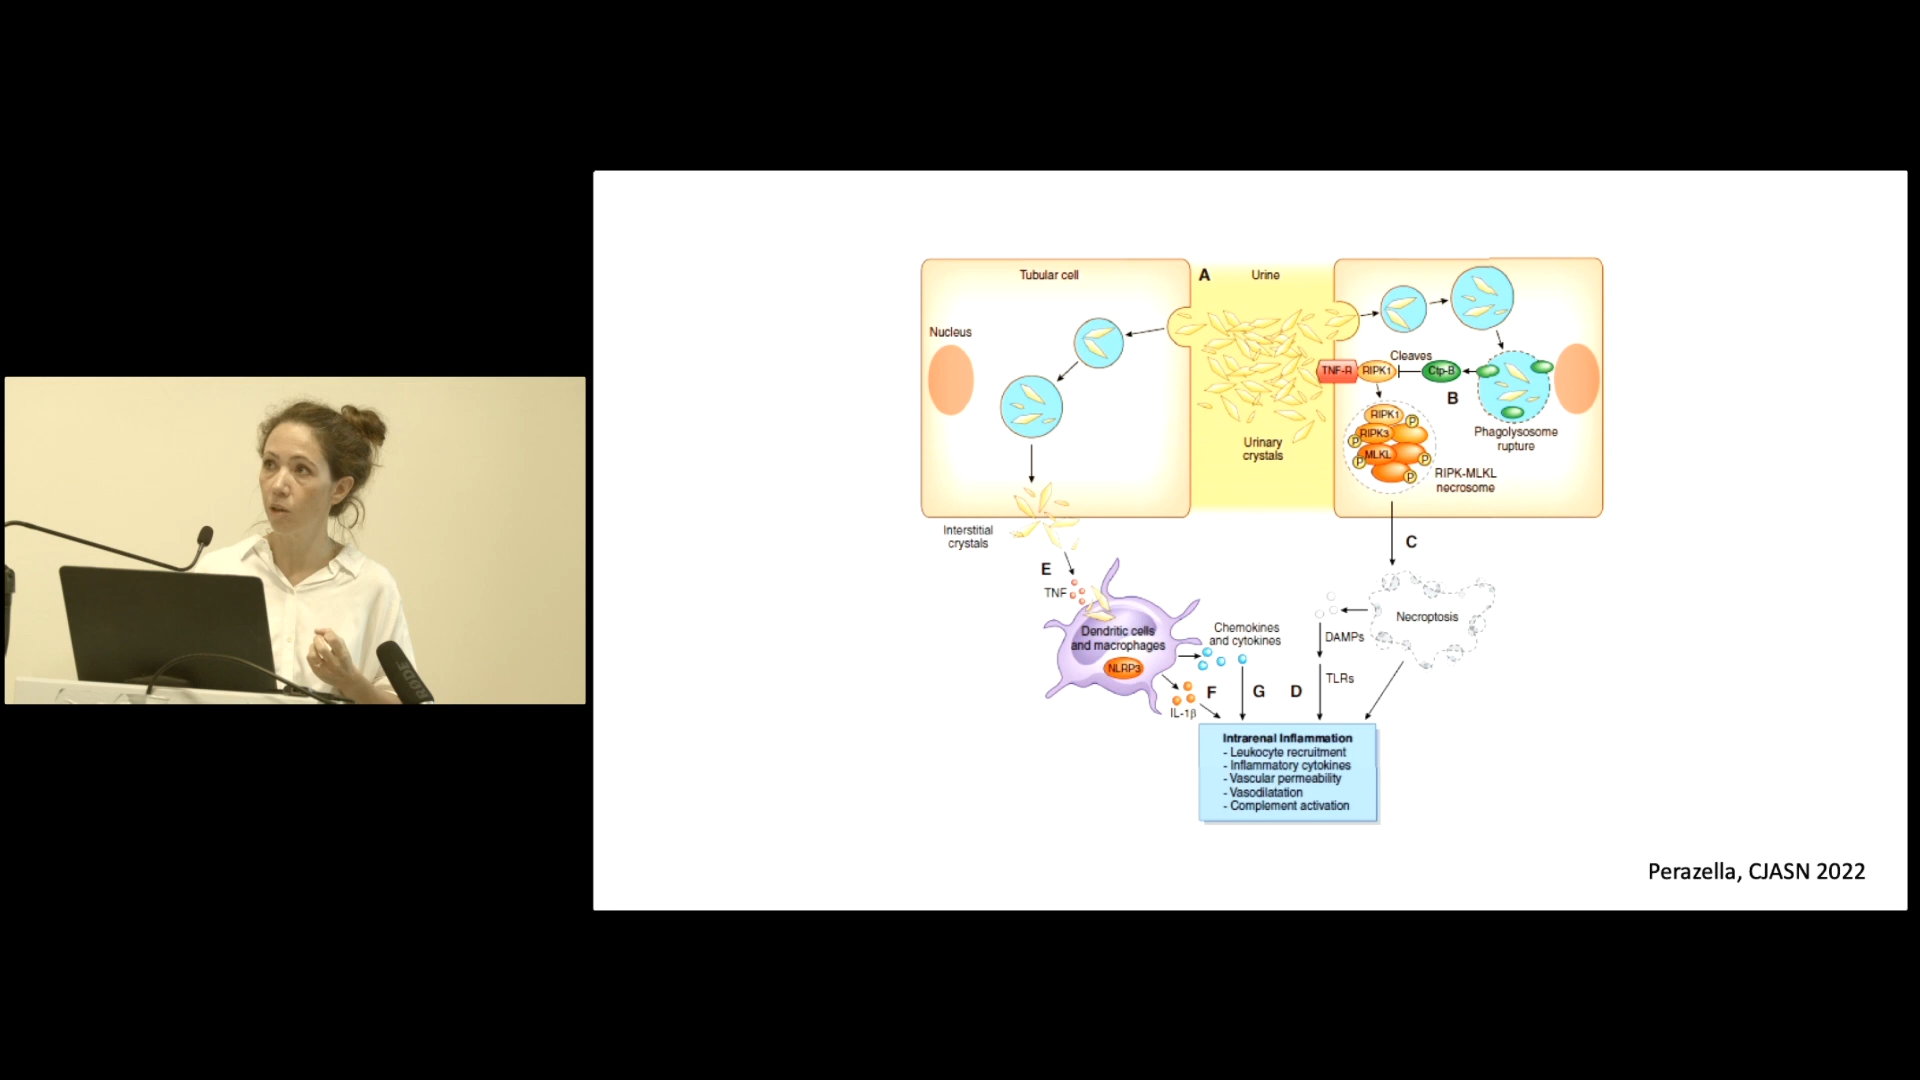 Tubular cell
A
Urine
Nucleus
Cleaves
TNF-R
RIPK1
Ctp-B
B
RIPK1
P
RIPK3
P
MLKL
P
P
P
Phagolysosome
rupture
Urinary
crystals
RIPK-MLKL
necrosome
Interstitial
crystals
C
E
TNF
Dendritic cells
and macrophages
NLRP3
Chemokines
and cytokines
Necroptosis
DAMPs
TLRs
F
G
D
IL-1β
Intrarenal Inflammation
- Leukocyte recruitment
- Inflammatory cytokines
- Vascular permeability
- Vasodilatation
- Complement activation
Perazella, CJASN 2022
RØDE